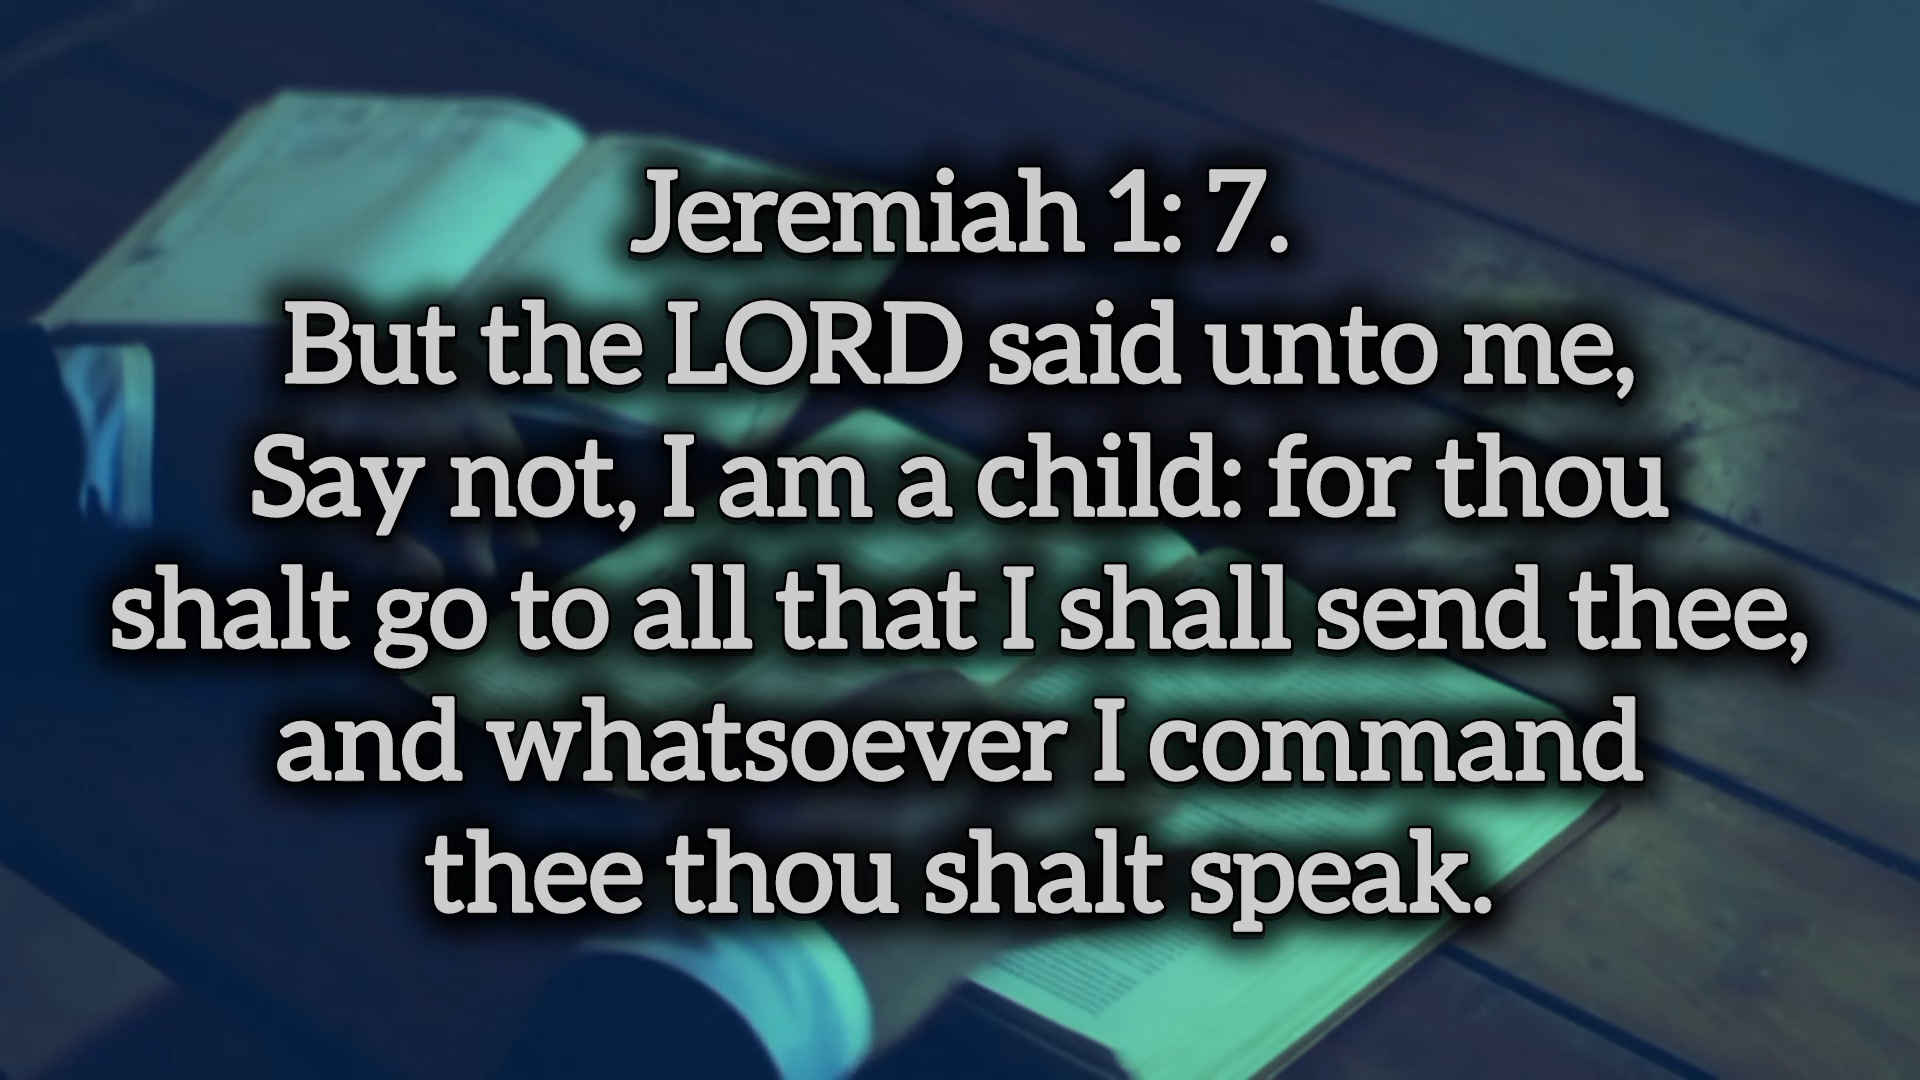 Jeremiah 1: 7.
But the LORD said unto me,
Say not, I am a child: for thou
shalt go to all that I shall send thee,
and whatsoever I command
thee thou shalt speak.